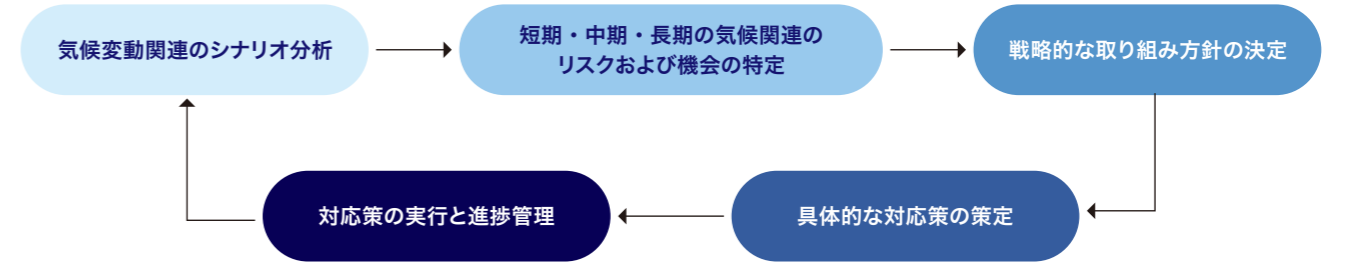 気候変動関連のシナリオ分析
短期・中期・長期の気候関連の
リスクおよび機会の特定
戦略的な取り組み方針の決定
具体的な対応策の策定
対応策の実行と進捗管理